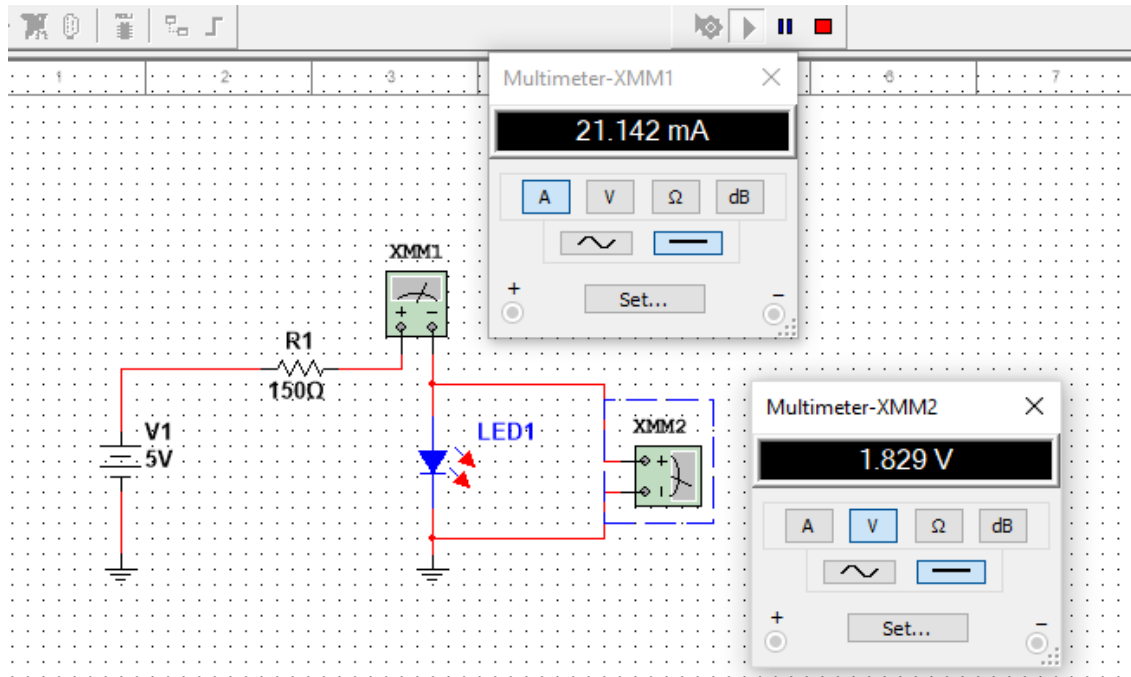 1 2 3 6 7
Multimeter-XMM1
21.142 mA
A V Ω dB
+ Set... −
XMM1
+ −
R1
150Ω
V1
5V
LED1
XMM2
+
−
Multimeter-XMM2
1.829 V
A V Ω dB
+ Set... −